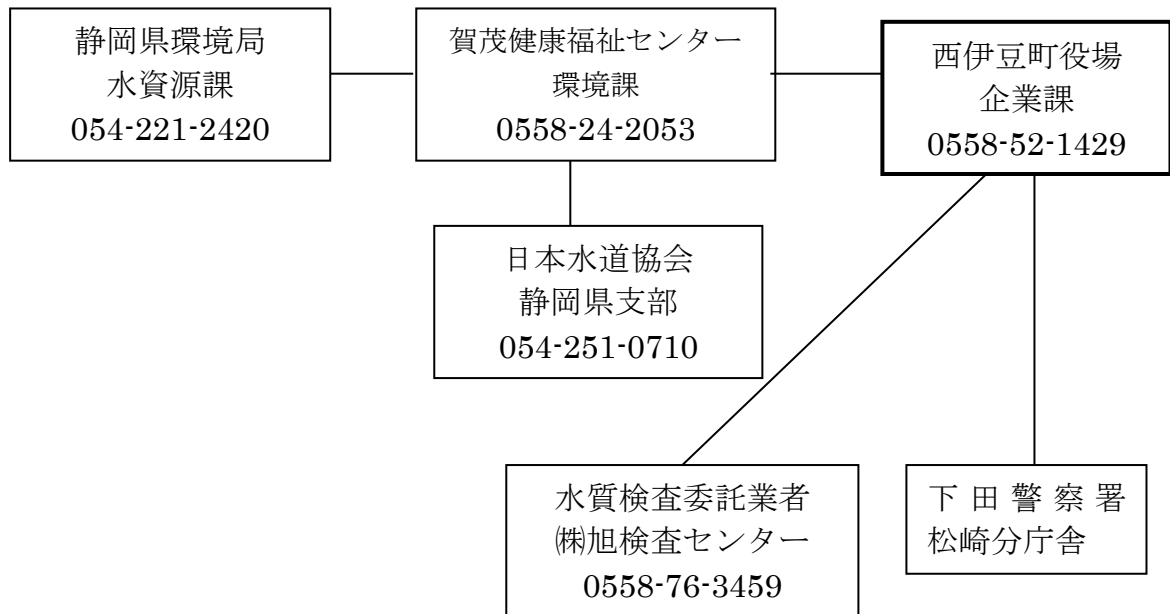 静岡県環境局
水資源課
054-221-2420
賀茂健康福祉センター
環境課
0558-24-2053
西伊豆町役場
企業課
0558-52-1429
日本水道協会
静岡県支部
054-251-0710
水質検査委託業者
㈱旭検査センター
0558-76-3459
下田警察署
松崎分庁舎